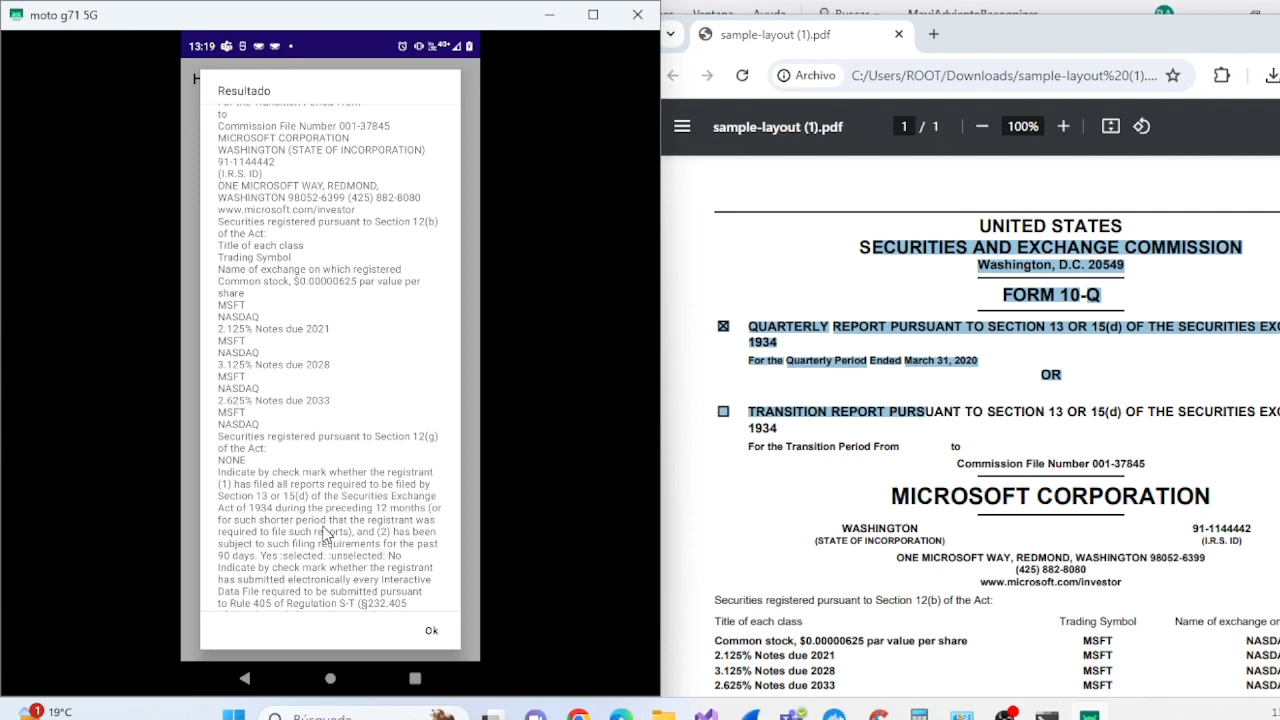 moto g71 5G
13:19
4G+
H
Resultado
For the Transition Period From
to
Commission File Number 001-37845
MICROSOFT CORPORATION
WASHINGTON (STATE OF INCORPORATION)
91-1144442
(I.R.S. ID)
ONE MICROSOFT WAY, REDMOND,
WASHINGTON 98052-6399 (425) 882-8080
www.microsoft.com/investor
Securities registered pursuant to Section 12(b)
of the Act:
Title of each class
Trading Symbol
Name of exchange on which registered
Common stock, $0.00000625 par value per
share
MSFT
NASDAQ
2.125% Notes due 2021
MSFT
NASDAQ
3.125% Notes due 2028
MSFT
NASDAQ
2.625% Notes due 2033
MSFT
NASDAQ
Securities registered pursuant to Section 12(g)
of the Act:
NONE
Indicate by check mark whether the registrant
(1) has filed all reports required to be filed by
Section 13 or 15(d) of the Securities Exchange
Act of 1934 during the preceding 12 months (or
for such shorter period that the registrant was
required to file such reports), and (2) has been
subject to such filing requirements for the past
90 days. Yes :selected: :unselected: No
Indicate by check mark whether the registrant
has submitted electronically every Interactive
Data File required to be submitted pursuant
to Rule 405 of Regulation S-T (§232.405
Ok
Ventana Ayuda Buscar MauiAdvientoRecognizer
sample-layout (1).pdf
Archivo C:/Users/ROOT/Downloads/sample-layout%20(1)....
sample-layout (1).pdf 1 / 1 100%
UNITED STATES
SECURITIES AND EXCHANGE COMMISSION
Washington, D.C. 20549
FORM 10-Q
QUARTERLY REPORT PURSUANT TO SECTION 13 OR 15(d) OF THE SECURITIES EXC
1934
For the Quarterly Period Ended March 31, 2020
OR
TRANSITION REPORT PURSUANT TO SECTION 13 OR 15(d) OF THE SECURITIES EXC
1934
For the Transition Period From to
Commission File Number 001-37845
MICROSOFT CORPORATION
WASHINGTON 91-1144442
(STATE OF INCORPORATION) (I.R.S. ID)
ONE MICROSOFT WAY, REDMOND, WASHINGTON 98052-6399
(425) 882-8080
www.microsoft.com/investor
Securities registered pursuant to Section 12(b) of the Act:
Title of each class Trading Symbol Name of exchange on
Common stock, $0.00000625 par value per share MSFT NASDA
2.125% Notes due 2021 MSFT NASDA
3.125% Notes due 2028 MSFT NASDA
2.625% Notes due 2033 MSFT NASDA
1 19°C Búsqueda